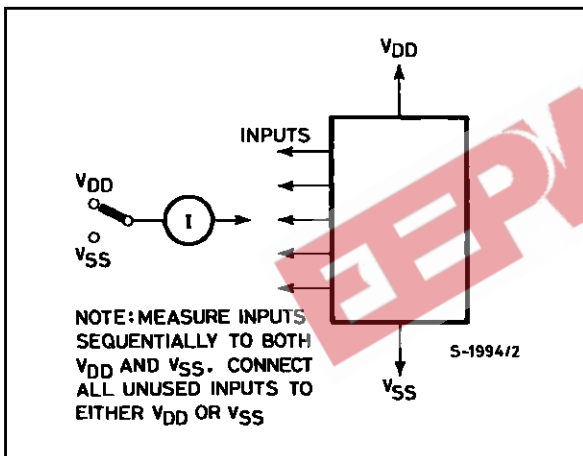 VDD
INPUTS
VDD
I
VSS
NOTE: MEASURE INPUTS
SEQUENTIALLY TO BOTH
VDD AND VSS. CONNECT
ALL UNUSED INPUTS TO
EITHER VDD OR VSS
S-1994/2
VSS
EEPW